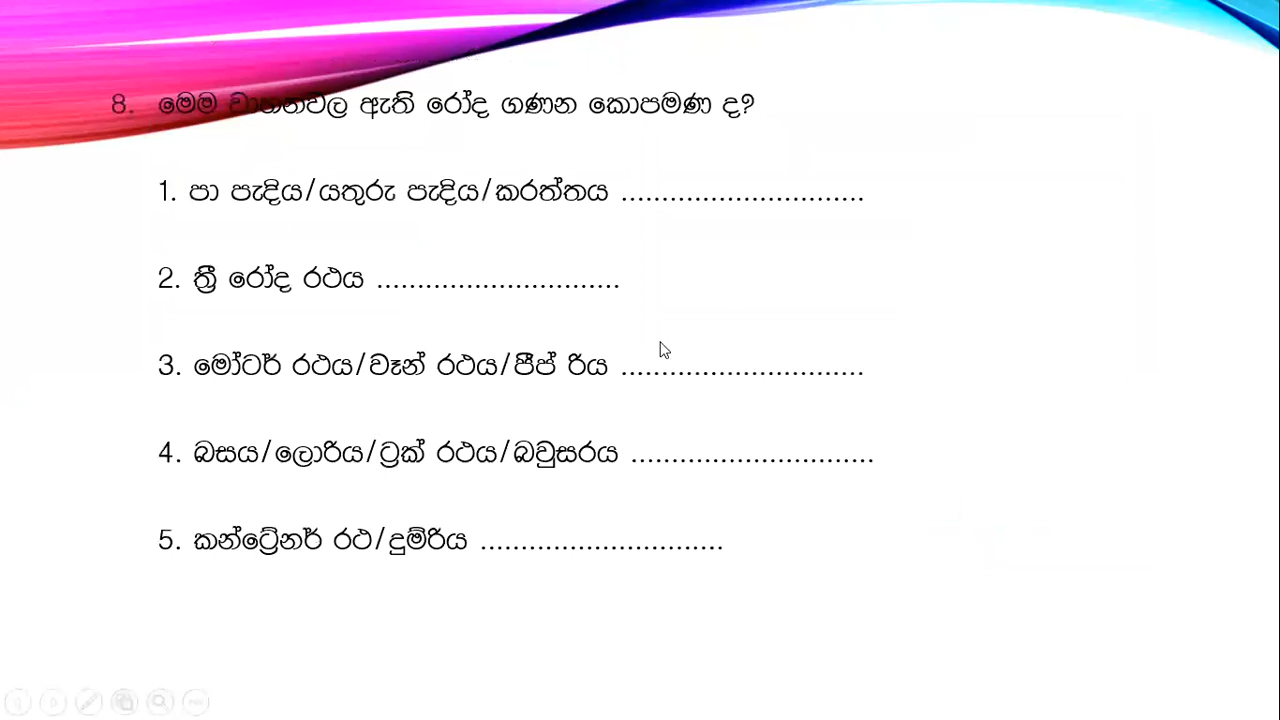 8. මෙම වාහනවල ඇති රෝද ගණන කොපමණ ද?
1. පා පැදිය/යතුරු පැදිය/කරත්තය ..............................
2. ත්‍රී රෝද රථය ..............................
3. මෝටර් රථය/වෑන් රථය/ජීප් රිය ..............................
4. බසය/ලොරිය/ට්‍රක් රථය/බවුසරය ..............................
5. කන්ටේ‍්‍රනර් රථ/දුම්රිය ..............................